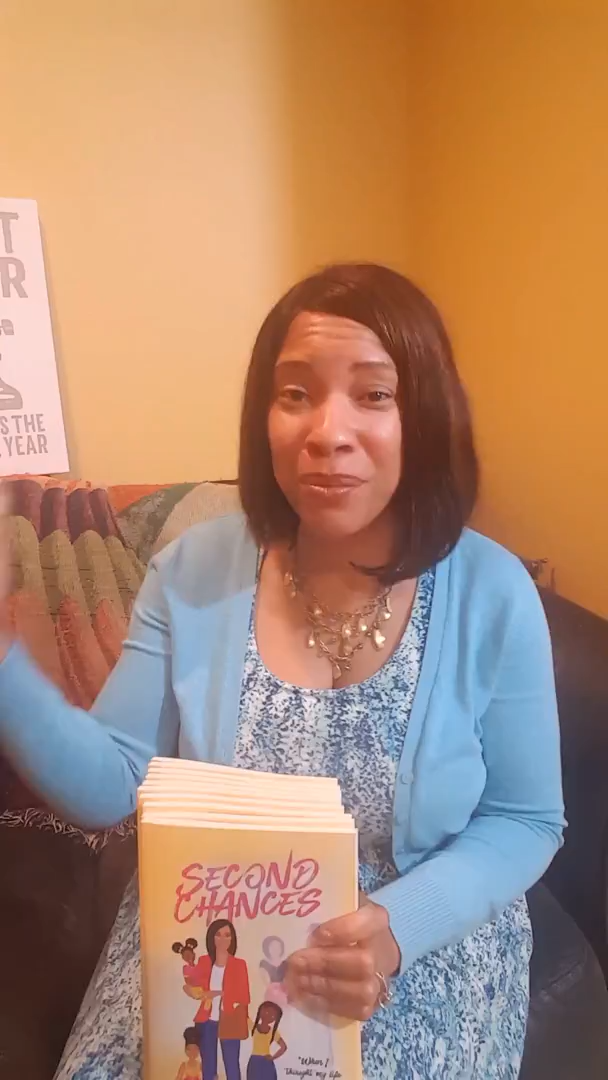 T
R
S THE
YEAR
SECOND
CHANCES
"When I
thought my life